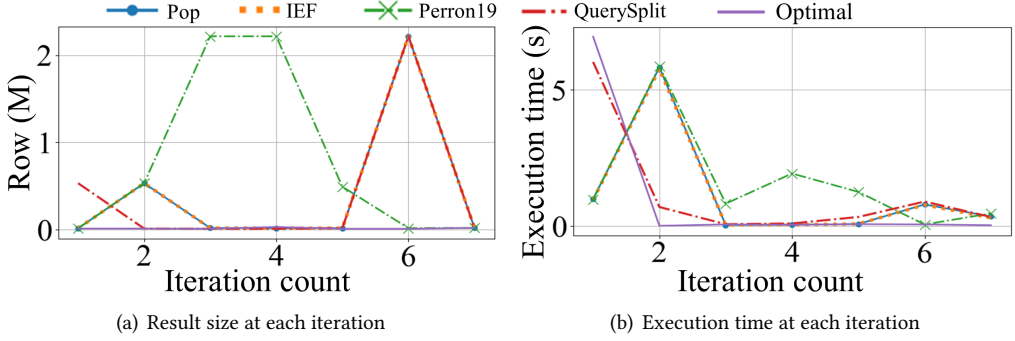 Pop IEF Perron19 QuerySplit Optimal
Row (M)
2
1
0
2 4 6
Iteration count
(a) Result size at each iteration
Execution time (s)
5
0
2 4 6
Iteration count
(b) Execution time at each iteration